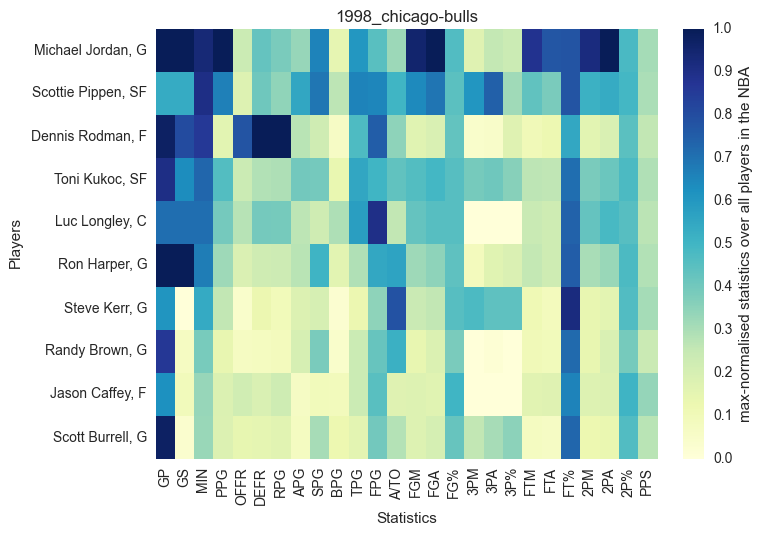 1998_chicago-bulls
Players
Michael Jordan, G
Scottie Pippen, SF
Dennis Rodman, F
Toni Kukoc, SF
Luc Longley, C
Ron Harper, G
Steve Kerr, G
Randy Brown, G
Jason Caffey, F
Scott Burrell, G
GP GS MIN PPG OFFR DEFR RPG APG SPG BPG TPG FPG A/TO FGM FGA FG% 3PM 3PA 3P% FTM FTA FT% 2PM 2PA 2P% PPS
Statistics
1.0
0.9
0.8
0.7
0.6
0.5
0.4
0.3
0.2
0.1
0.0
max-normalised statistics over all players in the NBA